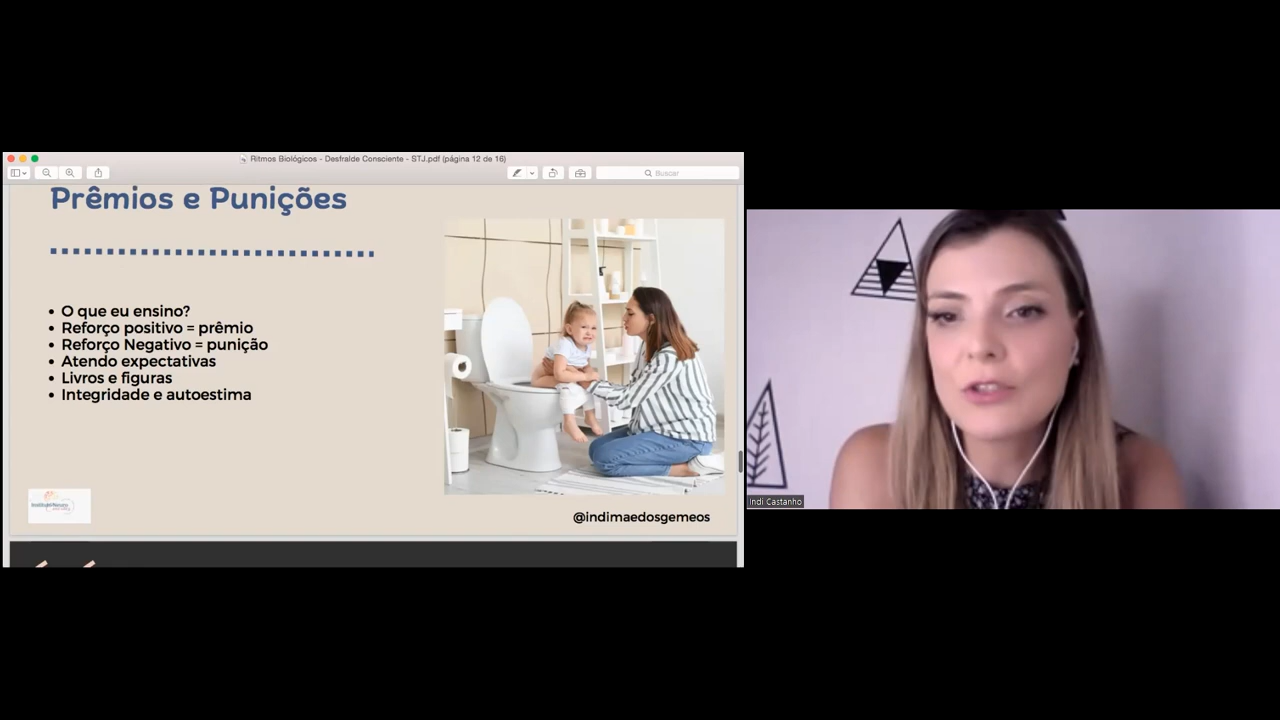 Ritmos Biológicos - Desfralde Consciente - STJ.pdf (página 12 de 16)
Buscar
Prêmios e Punições
• O que eu ensino?
• Reforço positivo = prêmio
• Reforço Negativo = punição
• Atendo expectativas
• Livros e figuras
• Integridade e autoestima
@indimaedosgemeos
Indi Castanho